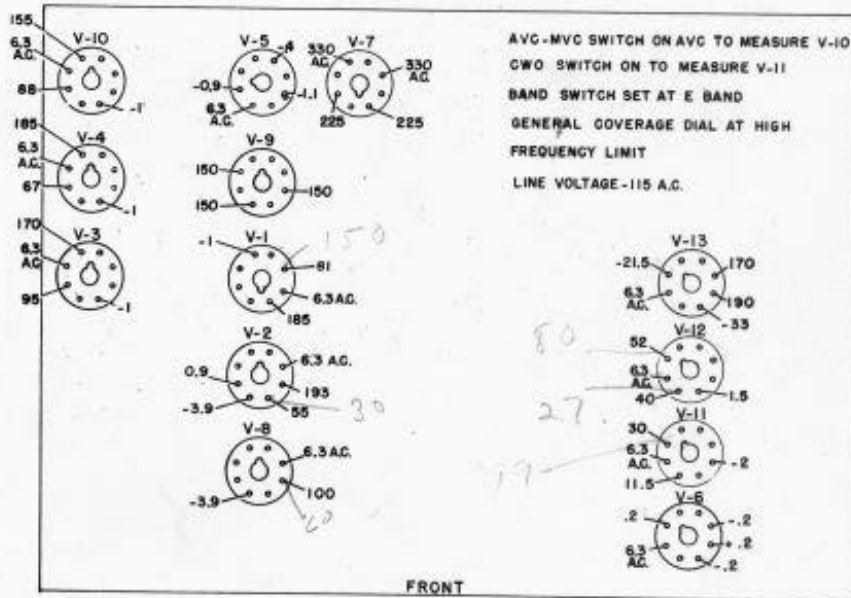 AVC-MVC SWITCH ON AVC TO MEASURE V-10
CWO SWITCH ON TO MEASURE V-11
BAND SWITCH SET AT E BAND
GENERAL COVERAGE DIAL AT HIGH
FREQUENCY LIMIT
LINE VOLTAGE-115 A.C.
155
V-10
6.3
A.C.
88
-1
185
V-4
6.3
A.C.
67
-1
170
V-3
6.3
A.C
95
-1
V-5
-4
-0.9
-1.1
6.3
A.C.
V-7
330
A.C.
330
A.C.
225
225
V-9
150
150
150
V-1
-1
150
81
6.3 A.C.
185
V-2
6.3 A.C.
0.9
193
-3.9
55
30
V-8
6.3 A.C.
100
-3.9
60
V-13
-21.5
170
6.3
A.C.
190
-33
V-12
80
52
6.3
A.C.
40
1.5
27
V-11
30
6.3
A.C.
-2
11.5
V-6
.2
-.2
6.3
A.C.
.2
-.2
FRONT